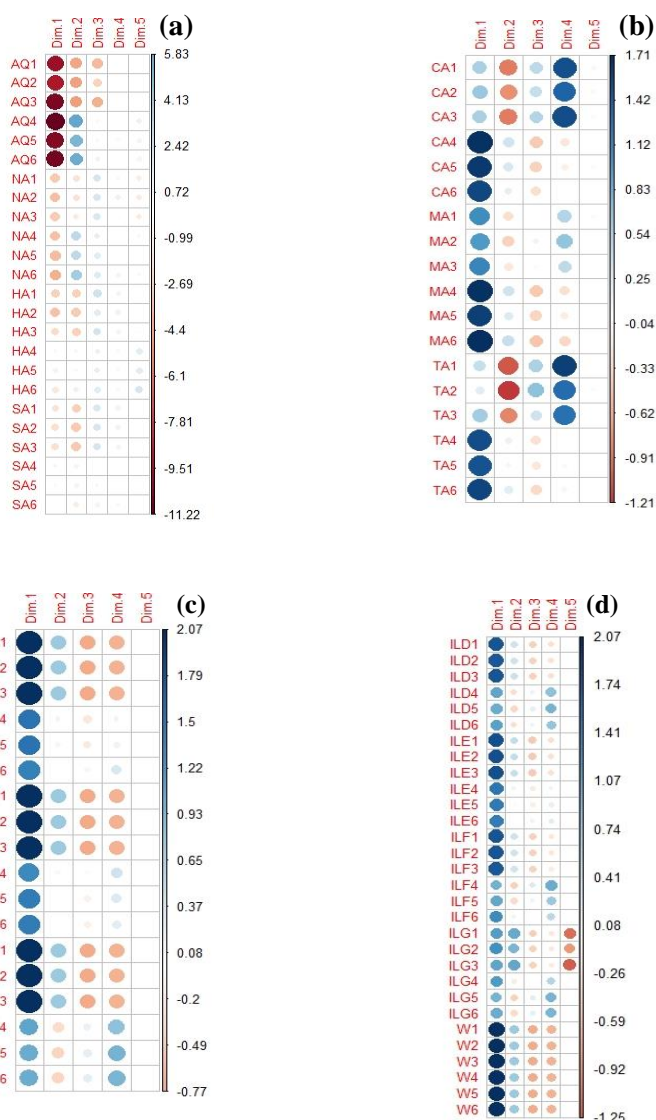 (a)
Dim.1 Dim.2 Dim.3 Dim.4 Dim.5
AQ1
AQ2
AQ3
AQ4
AQ5
AQ6
NA1
NA2
NA3
NA4
NA5
NA6
HA1
HA2
HA3
HA4
HA5
HA6
SA1
SA2
SA3
SA4
SA5
SA6
5.83
4.13
2.42
0.72
-0.99
-2.69
-4.4
-6.1
-7.81
-9.51
-11.22
(b)
Dim.1 Dim.2 Dim.3 Dim.4 Dim.5
CA1
CA2
CA3
CA4
CA5
CA6
MA1
MA2
MA3
MA4
MA5
MA6
TA1
TA2
TA3
TA4
TA5
TA6
1.71
1.42
1.12
0.83
0.54
0.25
-0.04
-0.33
-0.62
-0.91
-1.21
(c)
Dim.1 Dim.2 Dim.3 Dim.4 Dim.5
1
2
3
4
5
6
1
2
3
4
5
6
1
2
3
4
5
6
2.07
1.79
1.5
1.22
0.93
0.65
0.37
0.08
-0.2
-0.49
-0.77
(d)
Dim.1 Dim.2 Dim.3 Dim.4 Dim.5
ILD1
ILD2
ILD3
ILD4
ILD5
ILD6
ILE1
ILE2
ILE3
ILE4
ILE5
ILE6
ILF1
ILF2
ILF3
ILF4
ILF5
ILF6
ILG1
ILG2
ILG3
ILG4
ILG5
ILG6
W1
W2
W3
W4
W5
W6
2.07
1.74
1.41
1.07
0.74
0.41
0.08
-0.26
-0.59
-0.92
-1.25